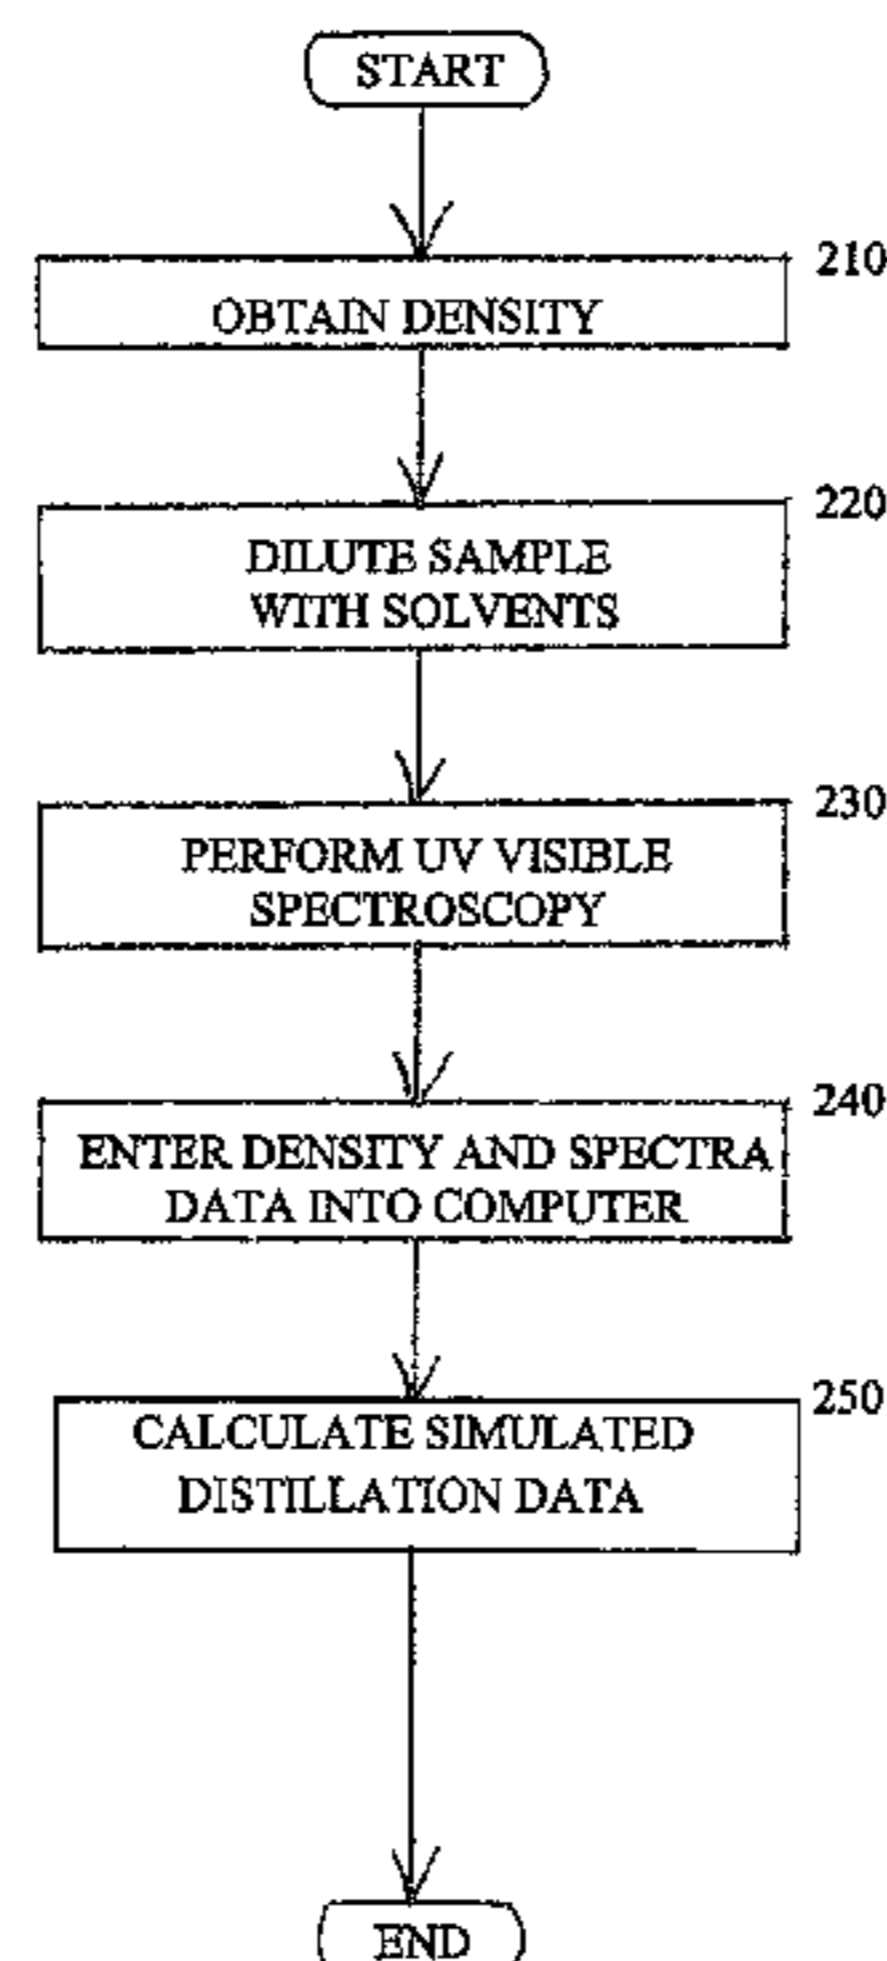 START
210
OBTAIN DENSITY
220
DILUTE SAMPLE
WITH SOLVENTS
230
PERFORM UV VISIBLE
SPECTROSCOPY
240
ENTER DENSITY AND SPECTRA
DATA INTO COMPUTER
250
CALCULATE SIMULATED
DISTILLATION DATA
END